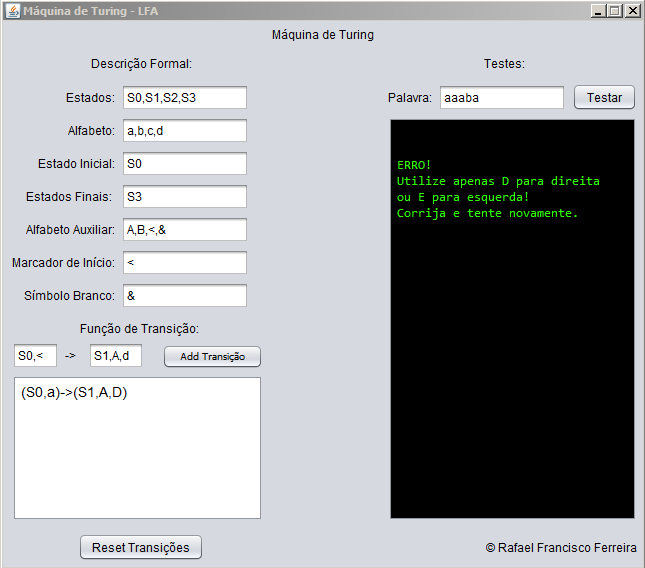 Máquina de Turing - LFA
Máquina de Turing
Descrição Formal:
Estados: S0,S1,S2,S3
Alfabeto: a,b,c,d
Estado Inicial: S0
Estados Finais: S3
Alfabeto Auxiliar: A,B,<,&
Marcador de Início: <
Símbolo Branco: &
Função de Transição:
S0,< -> S1,A,d Add Transição
(S0,a)->(S1,A,D)
Reset Transições
Testes:
Palavra: aaaba Testar
ERRO!
Utilize apenas D para direita
ou E para esquerda!
Corrija e tente novamente.
© Rafael Francisco Ferreira